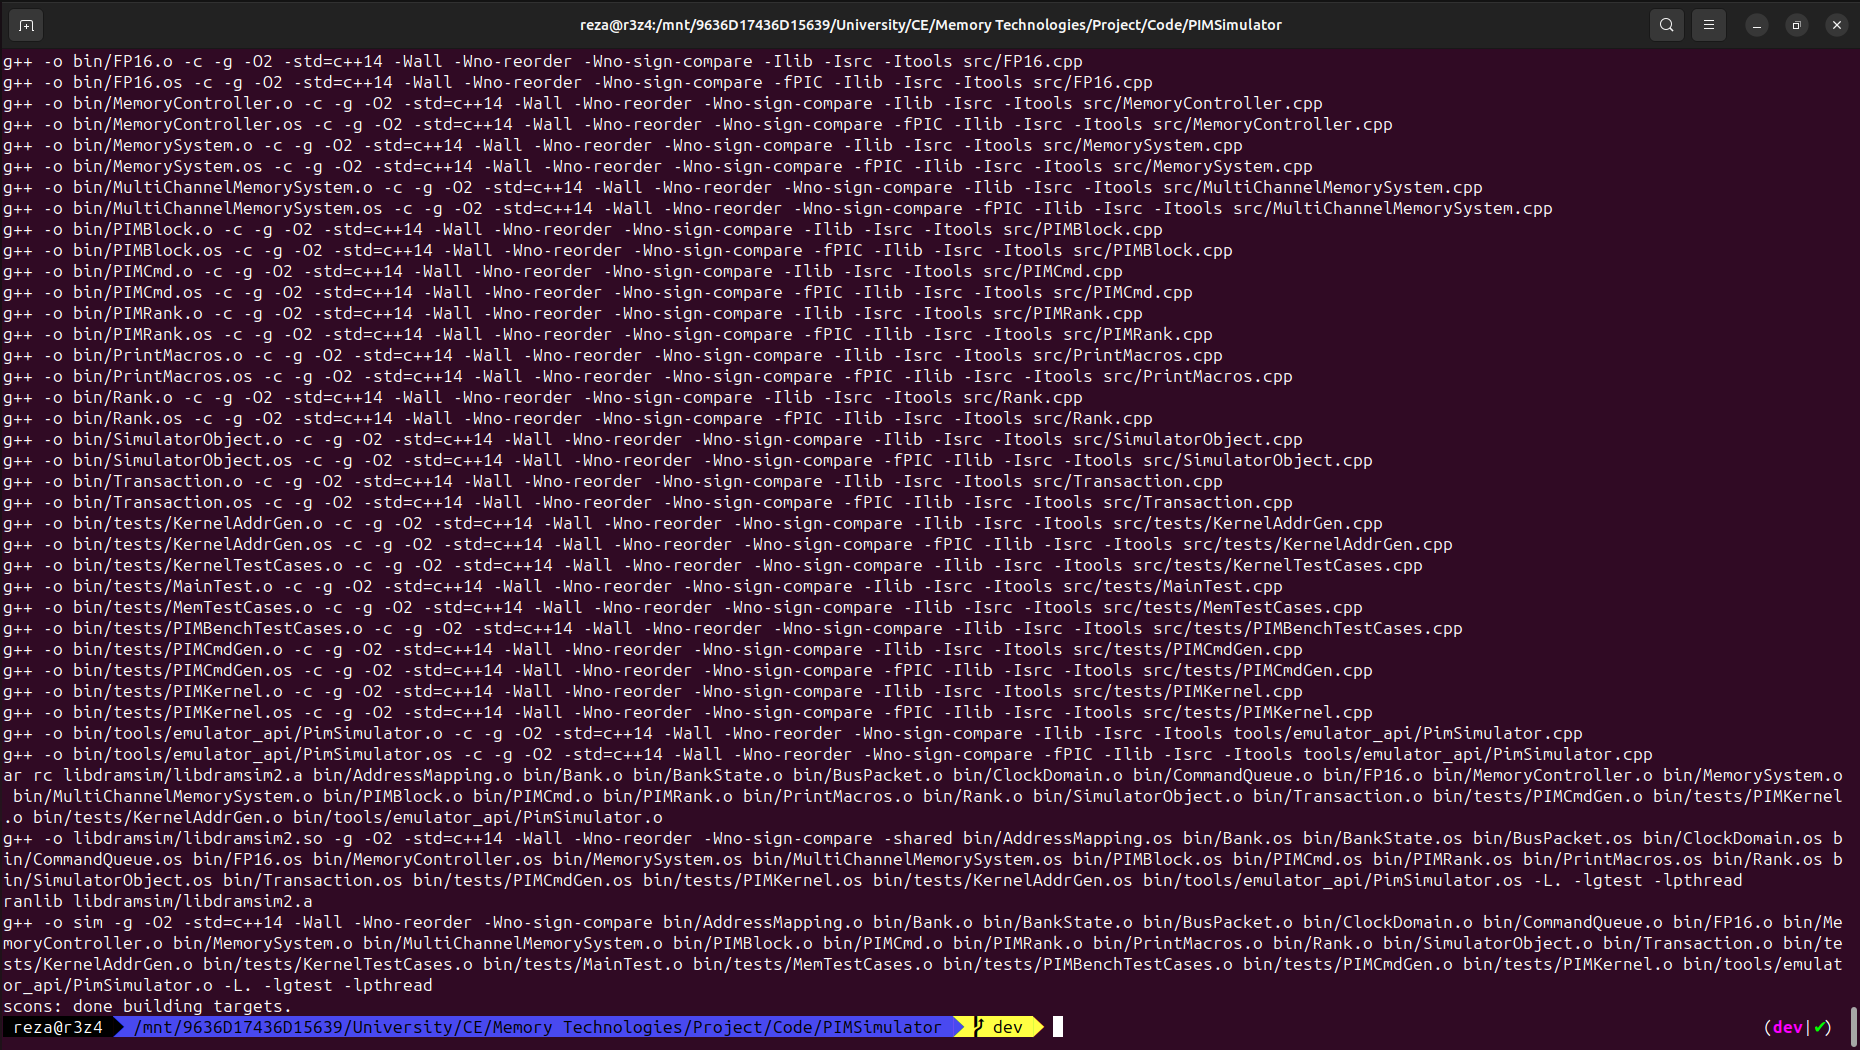 reza@r3z4:/mnt/9636D17436D15639/University/CE/Memory Technologies/Project/Code/PIMSimulator
g++ -o bin/FP16.o -c -g -O2 -std=c++14 -Wall -Wno-reorder -Wno-sign-compare -Ilib -Isrc -Itools src/FP16.cpp
g++ -o bin/FP16.os -c -g -O2 -std=c++14 -Wall -Wno-reorder -Wno-sign-compare -fPIC -Ilib -Isrc -Itools src/FP16.cpp
g++ -o bin/MemoryController.o -c -g -O2 -std=c++14 -Wall -Wno-reorder -Wno-sign-compare -Ilib -Isrc -Itools src/MemoryController.cpp
g++ -o bin/MemoryController.os -c -g -O2 -std=c++14 -Wall -Wno-reorder -Wno-sign-compare -fPIC -Ilib -Isrc -Itools src/MemoryController.cpp
g++ -o bin/MemorySystem.o -c -g -O2 -std=c++14 -Wall -Wno-reorder -Wno-sign-compare -Ilib -Isrc -Itools src/MemorySystem.cpp
g++ -o bin/MemorySystem.os -c -g -O2 -std=c++14 -Wall -Wno-reorder -Wno-sign-compare -fPIC -Ilib -Isrc -Itools src/MemorySystem.cpp
g++ -o bin/MultiChannelMemorySystem.o -c -g -O2 -std=c++14 -Wall -Wno-reorder -Wno-sign-compare -Ilib -Isrc -Itools src/MultiChannelMemorySystem.cpp
g++ -o bin/MultiChannelMemorySystem.os -c -g -O2 -std=c++14 -Wall -Wno-reorder -Wno-sign-compare -fPIC -Ilib -Isrc -Itools src/MultiChannelMemorySystem.cpp
g++ -o bin/PIMBlock.o -c -g -O2 -std=c++14 -Wall -Wno-reorder -Wno-sign-compare -Ilib -Isrc -Itools src/PIMBlock.cpp
g++ -o bin/PIMBlock.os -c -g -O2 -std=c++14 -Wall -Wno-reorder -Wno-sign-compare -fPIC -Ilib -Isrc -Itools src/PIMBlock.cpp
g++ -o bin/PIMCmd.o -c -g -O2 -std=c++14 -Wall -Wno-reorder -Wno-sign-compare -Ilib -Isrc -Itools src/PIMCmd.cpp
g++ -o bin/PIMCmd.os -c -g -O2 -std=c++14 -Wall -Wno-reorder -Wno-sign-compare -fPIC -Ilib -Isrc -Itools src/PIMCmd.cpp
g++ -o bin/PIMRank.o -c -g -O2 -std=c++14 -Wall -Wno-reorder -Wno-sign-compare -Ilib -Isrc -Itools src/PIMRank.cpp
g++ -o bin/PIMRank.os -c -g -O2 -std=c++14 -Wall -Wno-reorder -Wno-sign-compare -fPIC -Ilib -Isrc -Itools src/PIMRank.cpp
g++ -o bin/PrintMacros.o -c -g -O2 -std=c++14 -Wall -Wno-reorder -Wno-sign-compare -Ilib -Isrc -Itools src/PrintMacros.cpp
g++ -o bin/PrintMacros.os -c -g -O2 -std=c++14 -Wall -Wno-reorder -Wno-sign-compare -fPIC -Ilib -Isrc -Itools src/PrintMacros.cpp
g++ -o bin/Rank.o -c -g -O2 -std=c++14 -Wall -Wno-reorder -Wno-sign-compare -Ilib -Isrc -Itools src/Rank.cpp
g++ -o bin/Rank.os -c -g -O2 -std=c++14 -Wall -Wno-reorder -Wno-sign-compare -fPIC -Ilib -Isrc -Itools src/Rank.cpp
g++ -o bin/SimulatorObject.o -c -g -O2 -std=c++14 -Wall -Wno-reorder -Wno-sign-compare -Ilib -Isrc -Itools src/SimulatorObject.cpp
g++ -o bin/SimulatorObject.os -c -g -O2 -std=c++14 -Wall -Wno-reorder -Wno-sign-compare -fPIC -Ilib -Isrc -Itools src/SimulatorObject.cpp
g++ -o bin/Transaction.o -c -g -O2 -std=c++14 -Wall -Wno-reorder -Wno-sign-compare -Ilib -Isrc -Itools src/Transaction.cpp
g++ -o bin/Transaction.os -c -g -O2 -std=c++14 -Wall -Wno-reorder -Wno-sign-compare -fPIC -Ilib -Isrc -Itools src/Transaction.cpp
g++ -o bin/tests/KernelAddrGen.o -c -g -O2 -std=c++14 -Wall -Wno-reorder -Wno-sign-compare -Ilib -Isrc -Itools src/tests/KernelAddrGen.cpp
g++ -o bin/tests/KernelAddrGen.os -c -g -O2 -std=c++14 -Wall -Wno-reorder -Wno-sign-compare -fPIC -Ilib -Isrc -Itools src/tests/KernelAddrGen.cpp
g++ -o bin/tests/KernelTestCases.o -c -g -O2 -std=c++14 -Wall -Wno-reorder -Wno-sign-compare -Ilib -Isrc -Itools src/tests/KernelTestCases.cpp
g++ -o bin/tests/MainTest.o -c -g -O2 -std=c++14 -Wall -Wno-reorder -Wno-sign-compare -Ilib -Isrc -Itools src/tests/MainTest.cpp
g++ -o bin/tests/MemTestCases.o -c -g -O2 -std=c++14 -Wall -Wno-reorder -Wno-sign-compare -Ilib -Isrc -Itools src/tests/MemTestCases.cpp
g++ -o bin/tests/PIMBenchTestCases.o -c -g -O2 -std=c++14 -Wall -Wno-reorder -Wno-sign-compare -Ilib -Isrc -Itools src/tests/PIMBenchTestCases.cpp
g++ -o bin/tests/PIMCmdGen.o -c -g -O2 -std=c++14 -Wall -Wno-reorder -Wno-sign-compare -Ilib -Isrc -Itools src/tests/PIMCmdGen.cpp
g++ -o bin/tests/PIMCmdGen.os -c -g -O2 -std=c++14 -Wall -Wno-reorder -Wno-sign-compare -fPIC -Ilib -Isrc -Itools src/tests/PIMCmdGen.cpp
g++ -o bin/tests/PIMKernel.o -c -g -O2 -std=c++14 -Wall -Wno-reorder -Wno-sign-compare -Ilib -Isrc -Itools src/tests/PIMKernel.cpp
g++ -o bin/tests/PIMKernel.os -c -g -O2 -std=c++14 -Wall -Wno-reorder -Wno-sign-compare -fPIC -Ilib -Isrc -Itools src/tests/PIMKernel.cpp
g++ -o bin/tools/emulator_api/PimSimulator.o -c -g -O2 -std=c++14 -Wall -Wno-reorder -Wno-sign-compare -Ilib -Isrc -Itools tools/emulator_api/PimSimulator.cpp
g++ -o bin/tools/emulator_api/PimSimulator.os -c -g -O2 -std=c++14 -Wall -Wno-reorder -Wno-sign-compare -fPIC -Ilib -Isrc -Itools tools/emulator_api/PimSimulator.cpp
ar rc libdramsim/libdramsim2.a bin/AddressMapping.o bin/Bank.o bin/BankState.o bin/BusPacket.o bin/ClockDomain.o bin/CommandQueue.o bin/FP16.o bin/MemoryController.o bin/MemorySystem.o
bin/MultiChannelMemorySystem.o bin/PIMBlock.o bin/PIMCmd.o bin/PIMRank.o bin/PrintMacros.o bin/Rank.o bin/SimulatorObject.o bin/Transaction.o bin/tests/PIMCmdGen.o bin/tests/PIMKernel
.o bin/tests/KernelAddrGen.o bin/tools/emulator_api/PimSimulator.o
g++ -o libdramsim/libdramsim2.so -g -O2 -std=c++14 -Wall -Wno-reorder -Wno-sign-compare -shared bin/AddressMapping.os bin/Bank.os bin/BankState.os bin/BusPacket.os bin/ClockDomain.os b
in/CommandQueue.os bin/FP16.os bin/MemoryController.os bin/MemorySystem.os bin/MultiChannelMemorySystem.os bin/PIMBlock.os bin/PIMCmd.os bin/PIMRank.os bin/PrintMacros.os bin/Rank.os b
in/SimulatorObject.os bin/Transaction.os bin/tests/PIMCmdGen.os bin/tests/PIMKernel.os bin/tests/KernelAddrGen.os bin/tools/emulator_api/PimSimulator.os -L. -lgtest -lpthread
ranlib libdramsim/libdramsim2.a
g++ -o sim -g -O2 -std=c++14 -Wall -Wno-reorder -Wno-sign-compare bin/AddressMapping.o bin/Bank.o bin/BankState.o bin/BusPacket.o bin/ClockDomain.o bin/CommandQueue.o bin/FP16.o bin/Me
moryController.o bin/MemorySystem.o bin/MultiChannelMemorySystem.o bin/PIMBlock.o bin/PIMCmd.o bin/PIMRank.o bin/PrintMacros.o bin/Rank.o bin/SimulatorObject.o bin/Transaction.o bin/te
sts/KernelAddrGen.o bin/tests/KernelTestCases.o bin/tests/MainTest.o bin/tests/MemTestCases.o bin/tests/PIMBenchTestCases.o bin/tests/PIMCmdGen.o bin/tests/PIMKernel.o bin/tools/emulat
or_api/PimSimulator.o -L. -lgtest -lpthread
scons: done building targets.
reza@r3z4 /mnt/9636D17436D15639/University/CE/Memory Technologies/Project/Code/PIMSimulator dev (dev|✔)